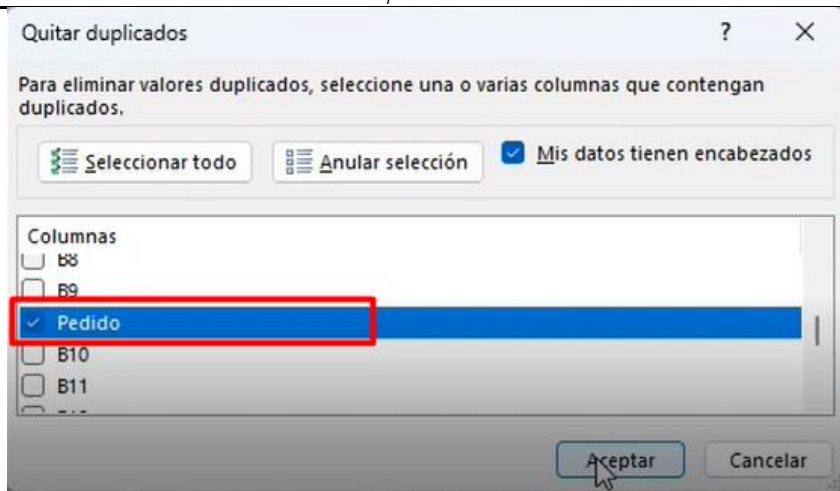 Quitar duplicados ? ×
Para eliminar valores duplicados, seleccione una o varias columnas que contengan
duplicados.
Seleccionar todo Anular selección Mis datos tienen encabezados
Columnas
B8
B9
Pedido
B10
B11
Aceptar Cancelar